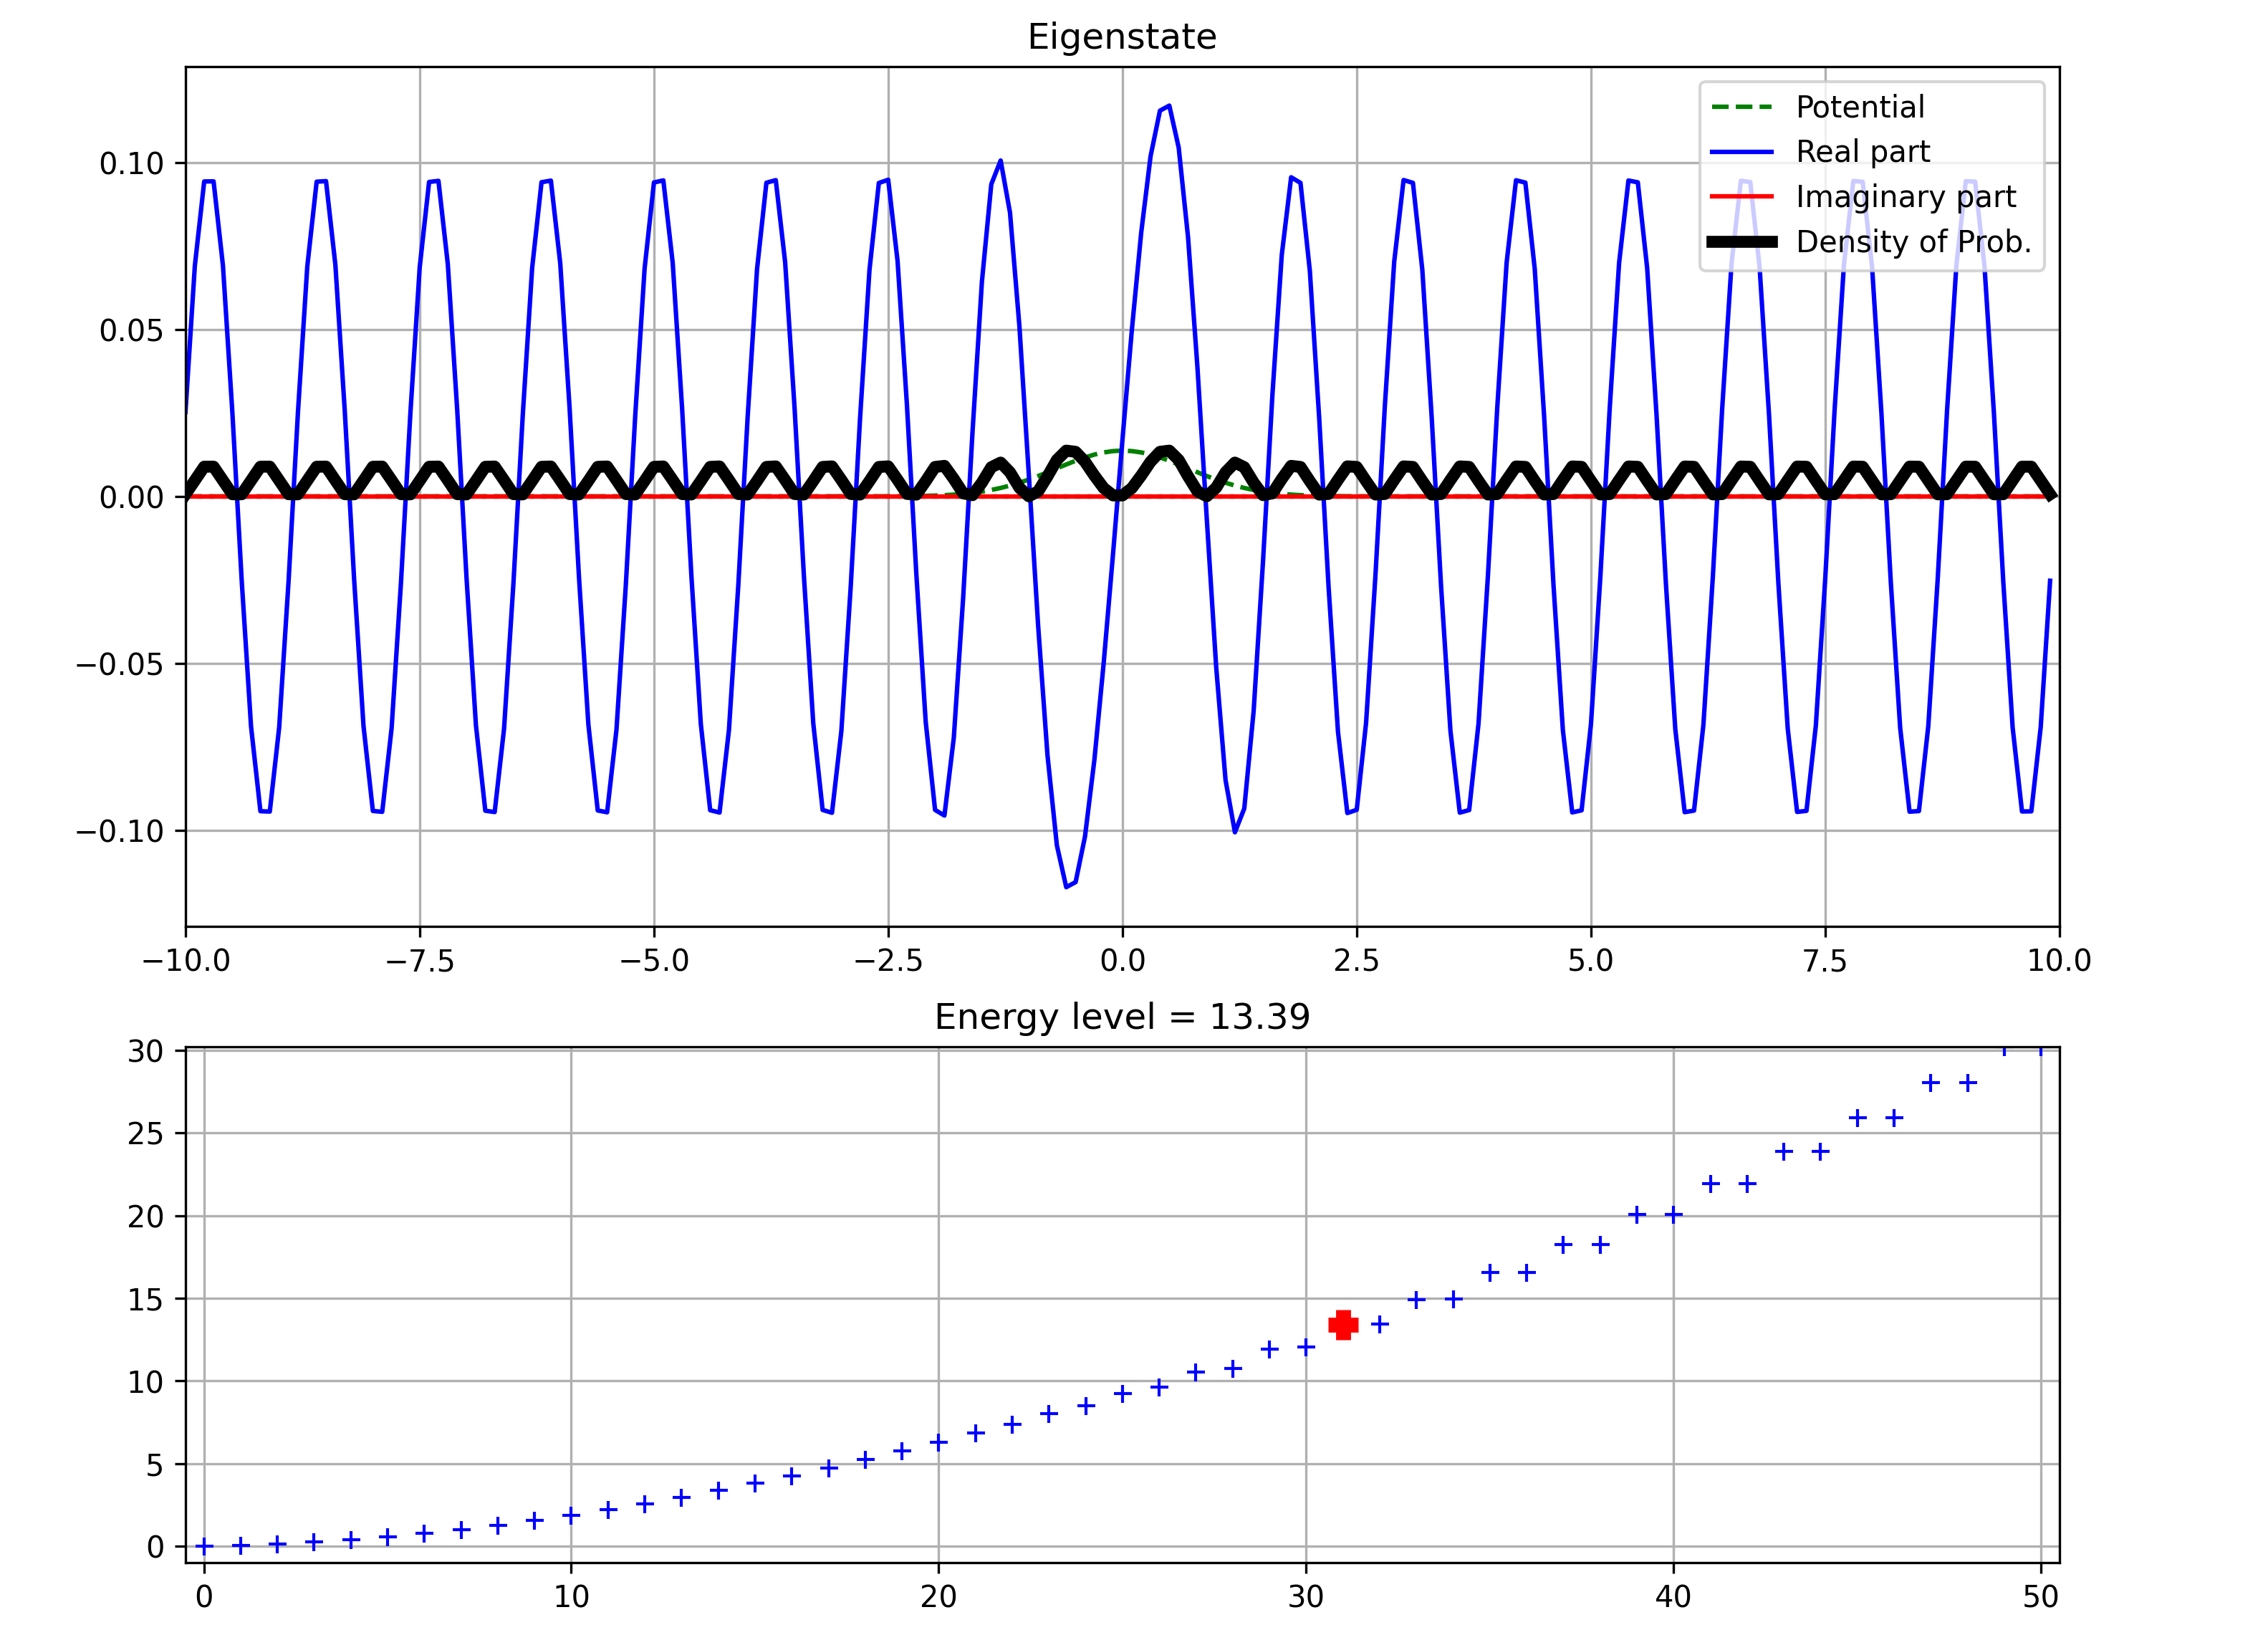 Eigenstate
Potential
Real part
Imaginary part
Density of Prob.
0.10
0.05
0.00
−0.05
−0.10
−10.0 −7.5 −5.0 −2.5 0.0 2.5 5.0 7.5 10.0
Energy level = 13.39
30
25
20
15
10
5
0
0 10 20 30 40 50